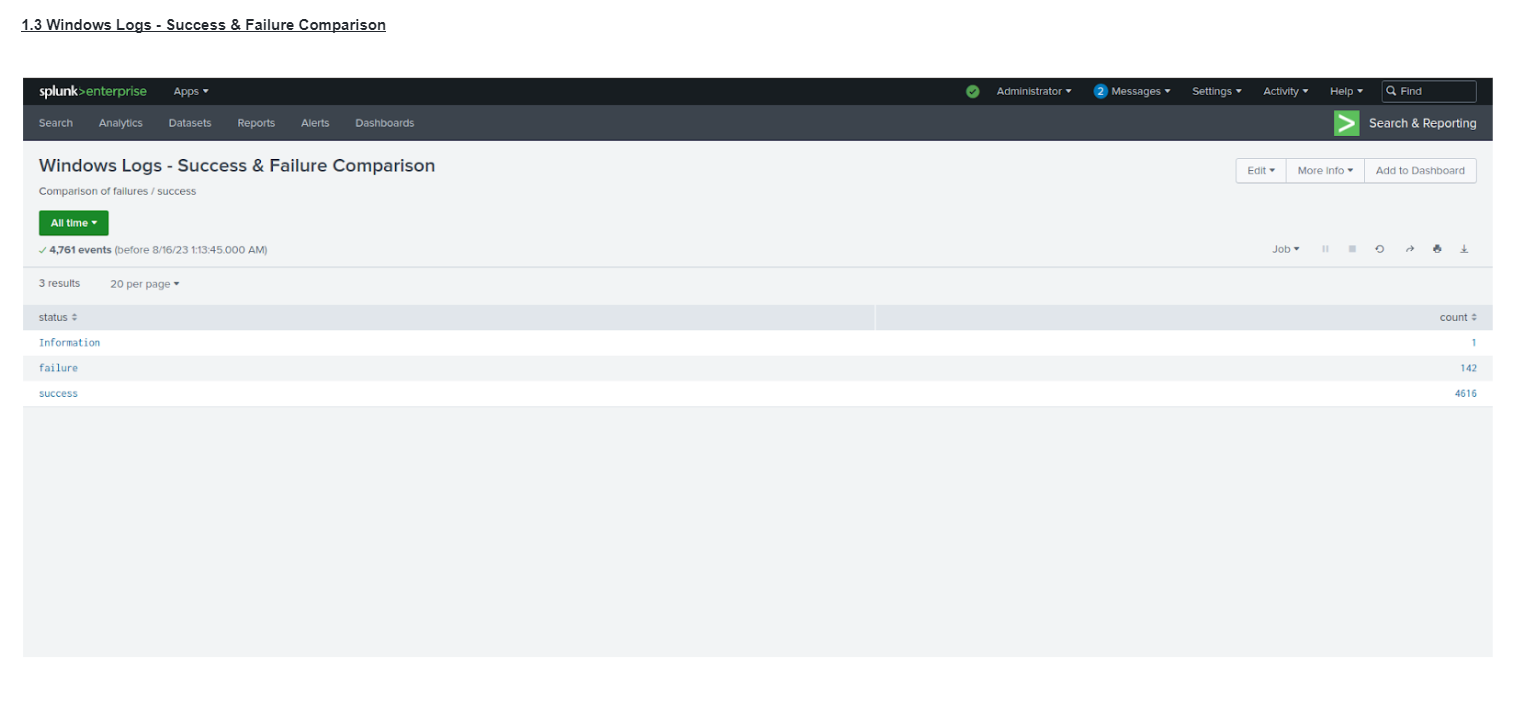 1.3 Windows Logs - Success & Failure Comparison
splunk>enterprise Apps Administrator 2 Messages Settings Activity Help Find
Search Analytics Datasets Reports Alerts Dashboards Search & Reporting
Windows Logs - Success & Failure Comparison
Edit More Info Add to Dashboard
Comparison of failures / success
All time
4,761 events (before 8/16/23 1:13:45.000 AM) Job
3 results 20 per page
status count
Information 1
failure 142
success 4616